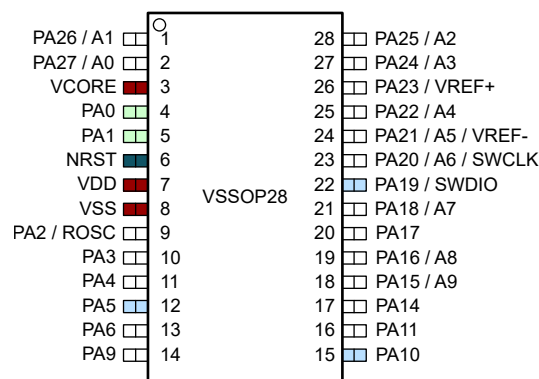 PA26 / A1 1 28 PA25 / A2
PA27 / A0 2 27 PA24 / A3
VCORE 3 26 PA23 / VREF+
PA0 4 25 PA22 / A4
PA1 5 24 PA21 / A5 / VREF-
NRST 6 23 PA20 / A6 / SWCLK
VDD 7 22 PA19 / SWDIO
VSSOP28
VSS 8 21 PA18 / A7
PA2 / ROSC 9 20 PA17
PA3 10 19 PA16 / A8
PA4 11 18 PA15 / A9
PA5 12 17 PA14
PA6 13 16 PA11
PA9 14 15 PA10